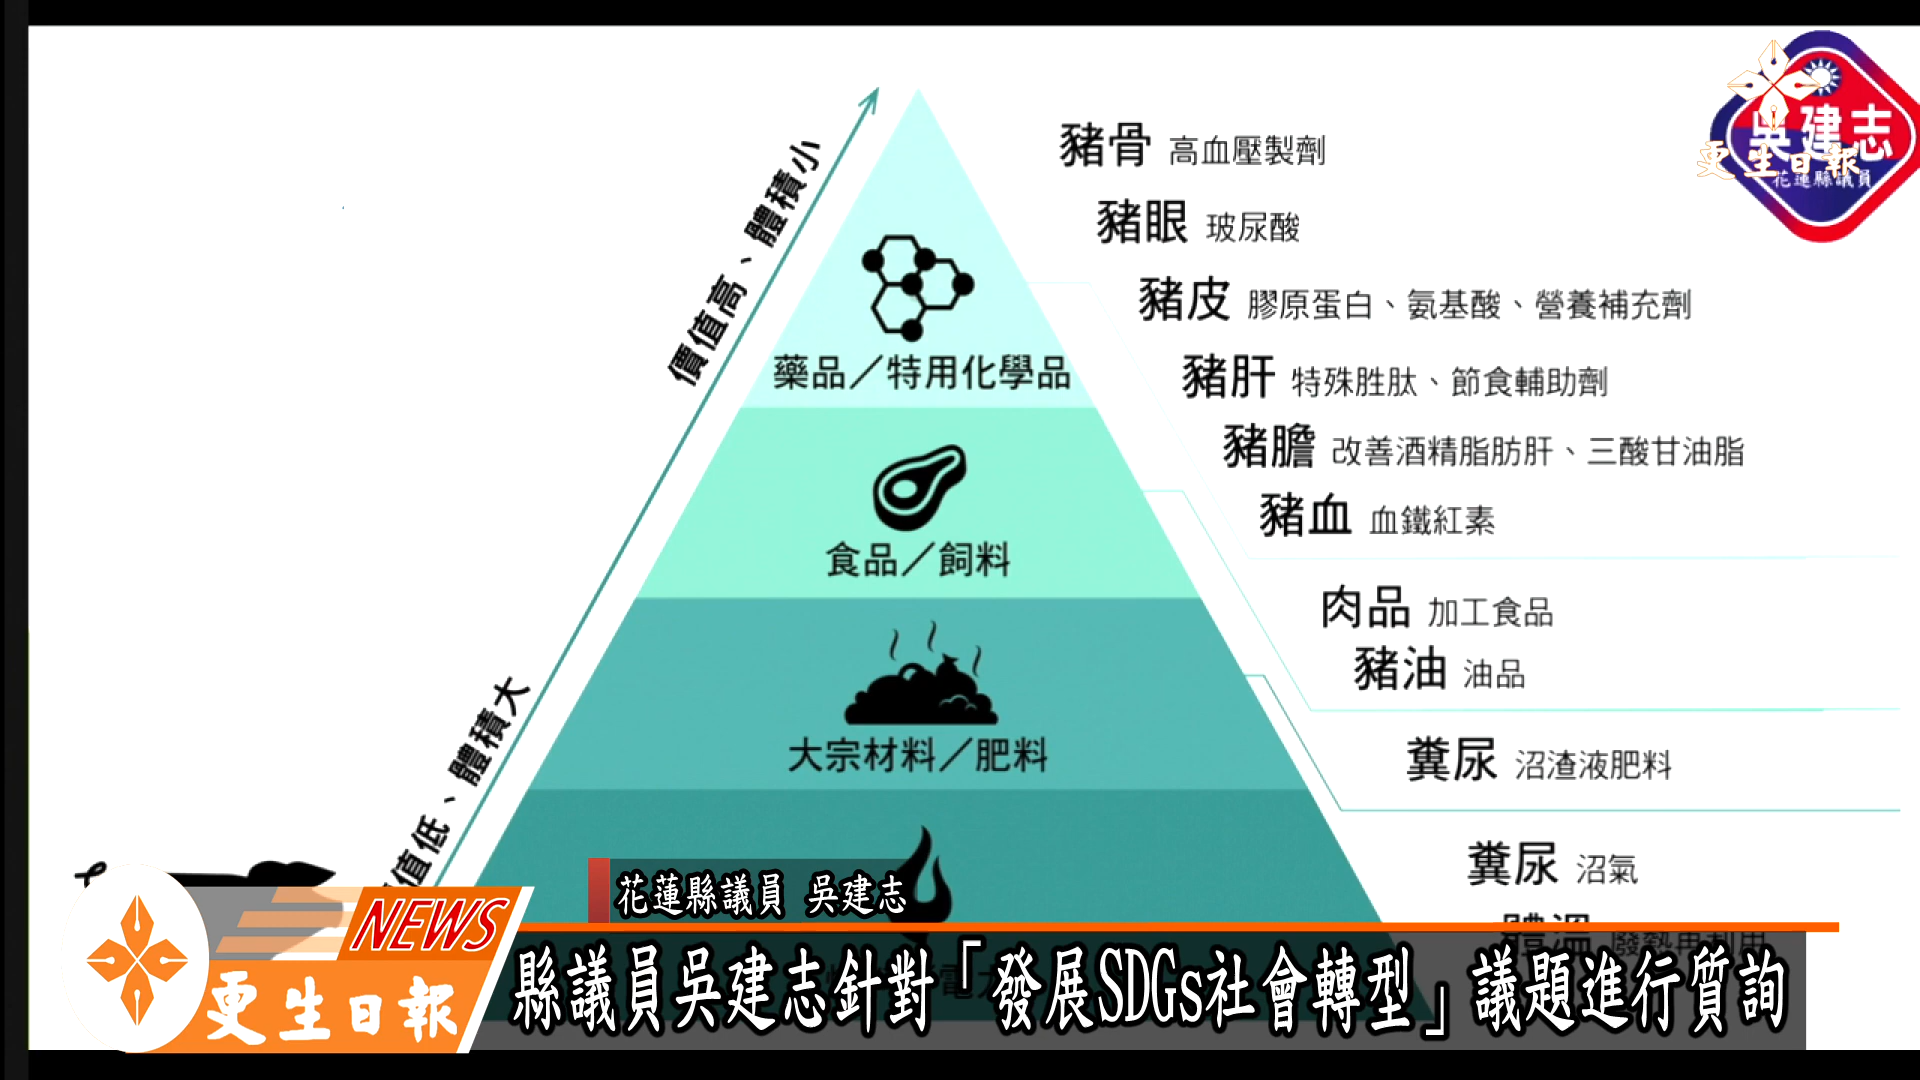 吳建志
花蓮縣議員
更生日報
價值高、體積小
值低、體積大
藥品／特用化學品
食品／飼料
大宗材料／肥料
豬骨 高血壓製劑
豬眼 玻尿酸
豬皮 膠原蛋白、氨基酸、營養補充劑
豬肝 特殊胜肽、節食輔助劑
豬膽 改善酒精脂肪肝、三酸甘油脂
豬血 血鐵紅素
肉品 加工食品
豬油 油品
糞尿 沼渣液肥料
糞尿 沼氣
體溫 廢熱再利用
花蓮縣議員 吳建志
NEWS
更生日報
縣議員吳建志針對「發展SDGs社會轉型」議題進行質詢